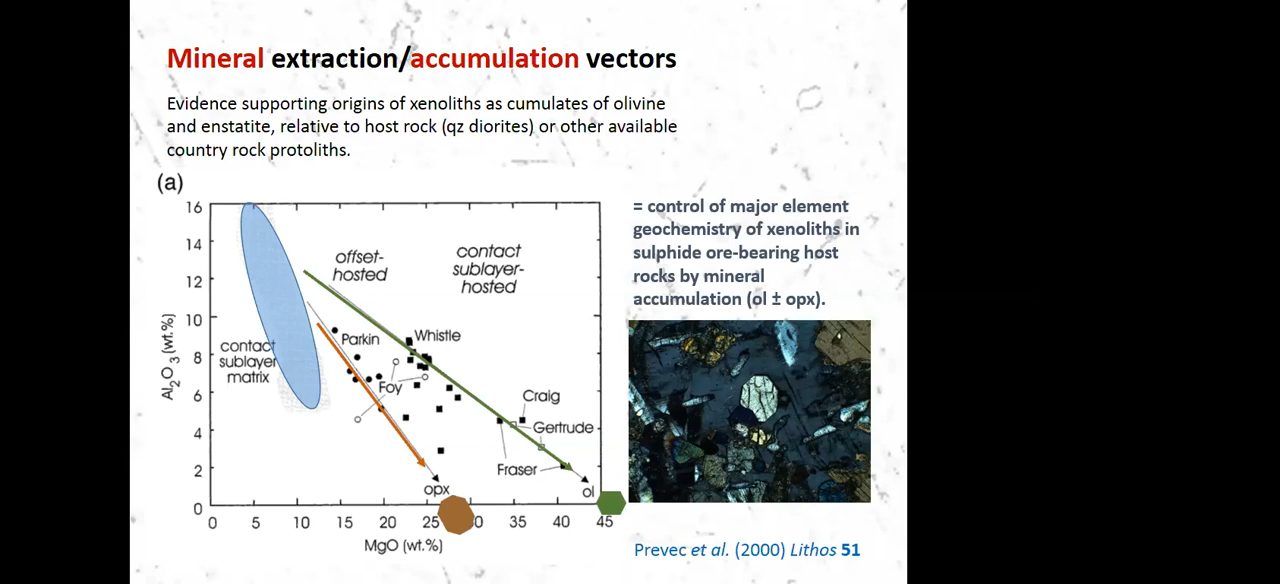 Mineral extraction/accumulation vectors
Evidence supporting origins of xenoliths as cumulates of olivine
and enstatite, relative to host rock (qz diorites) or other available
country rock protoliths.
(a)
= control of major element
geochemistry of xenoliths in
sulphide ore-bearing host
rocks by mineral
accumulation (ol ± opx).
16
14
12
10
8
6
4
2
0
Al2O3 (wt.%)
offset-
hosted
contact
sublayer-
hosted
contact
sublayer
matrix
Parkin
Whistle
Foy
Craig
Gertrude
Fraser
opx
ol
0 5 10 15 20 25 30 35 40 45
MgO (wt.%)
Prevec et al. (2000) Lithos 51